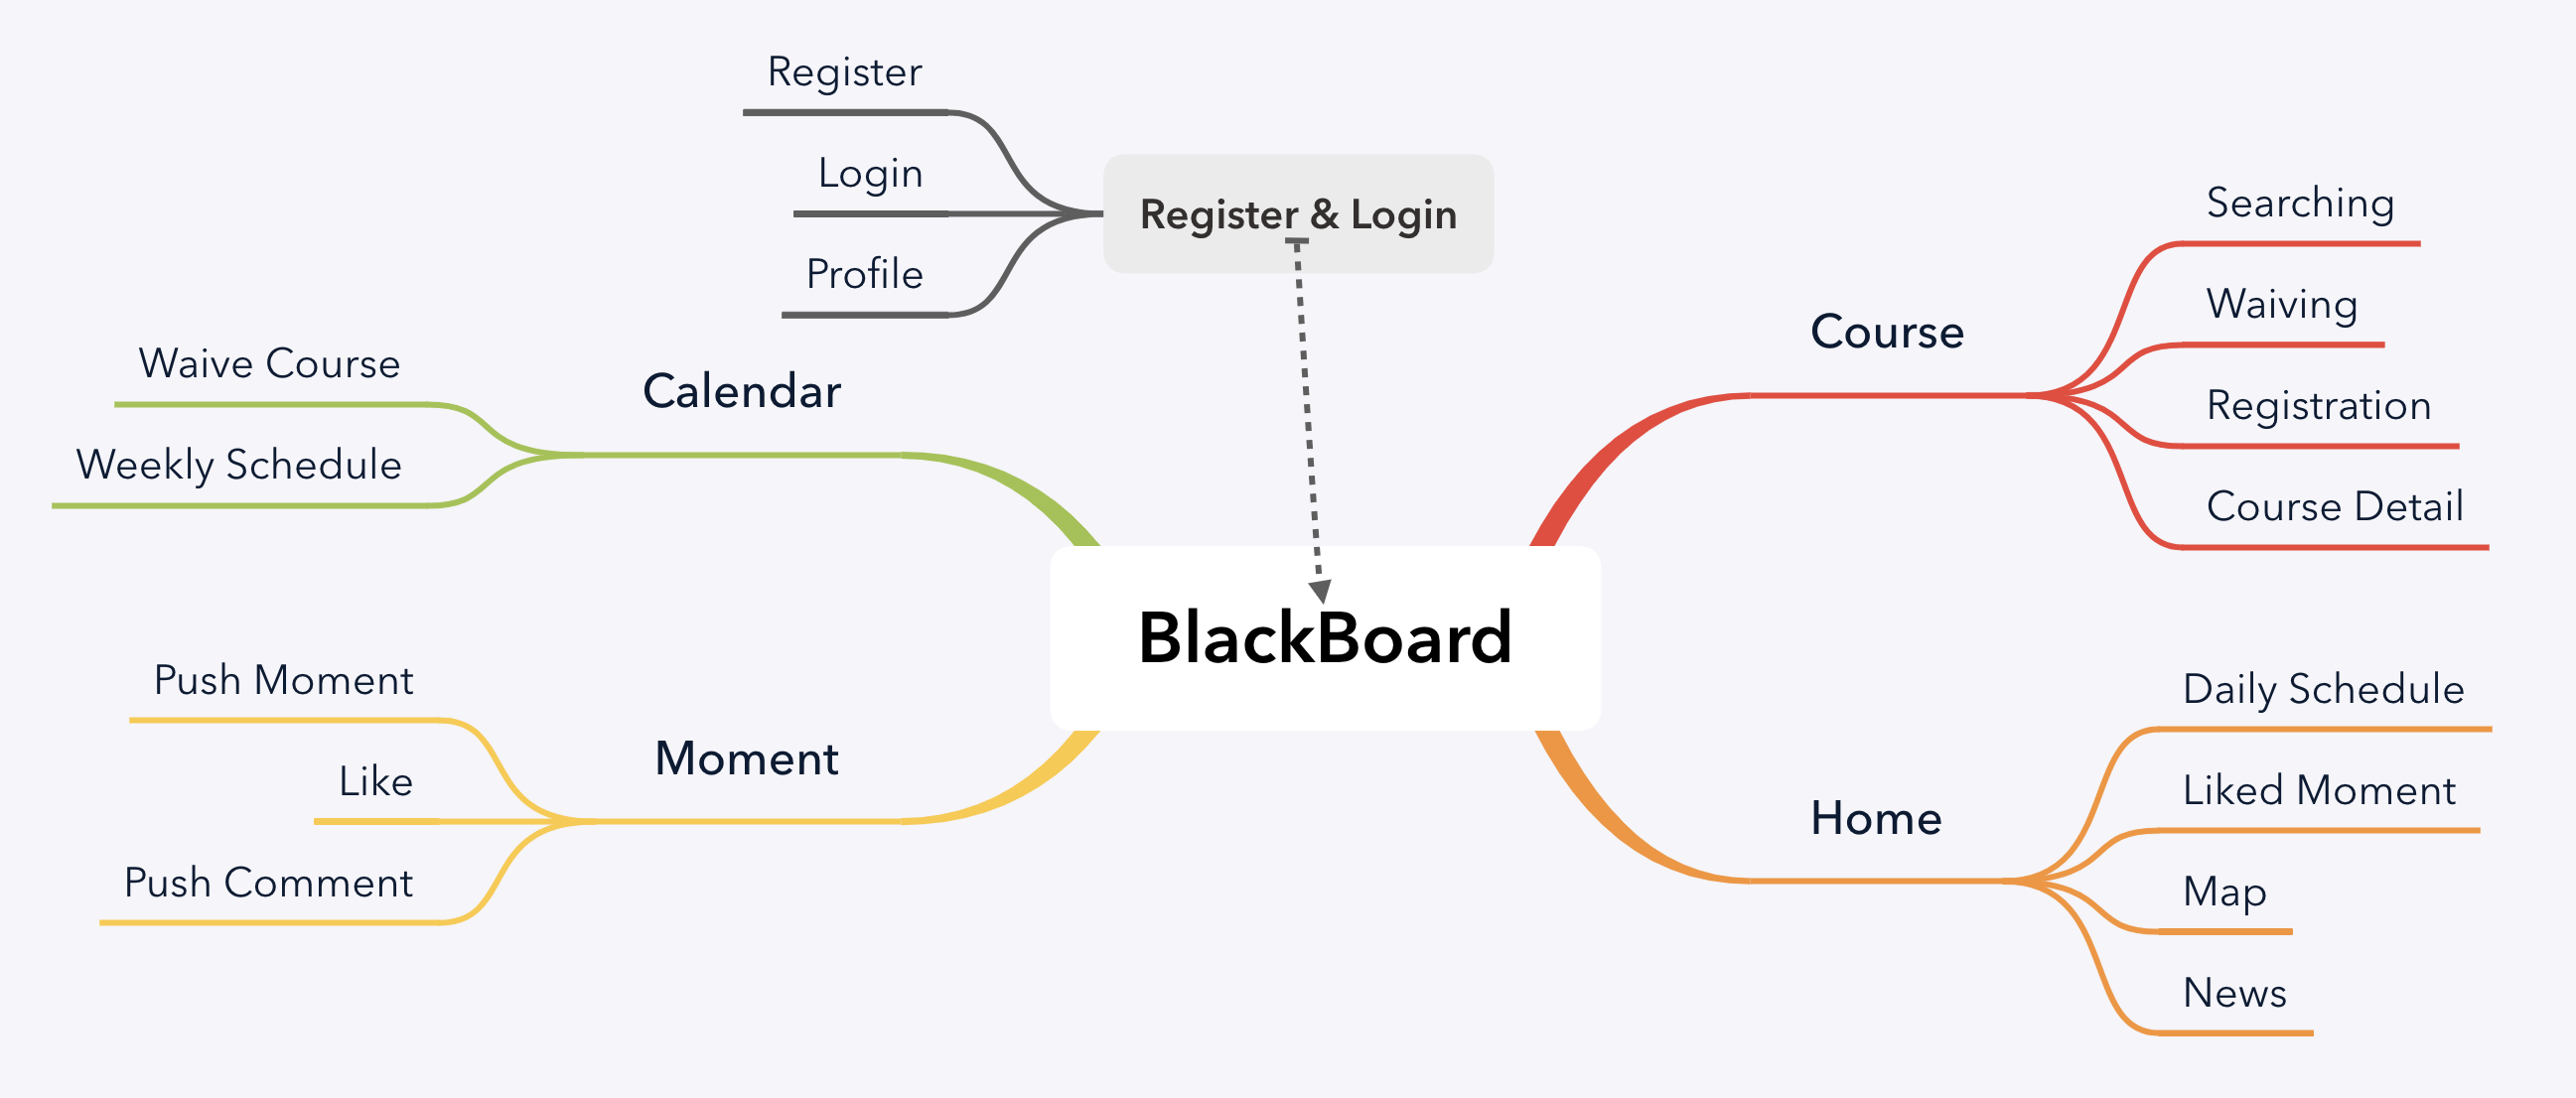 Register
Login
Profile
Register & Login
Waive Course
Weekly Schedule
Calendar
Push Moment
Like
Push Comment
Moment
BlackBoard
Course
Searching
Waiving
Registration
Course Detail
Home
Daily Schedule
Liked Moment
Map
News